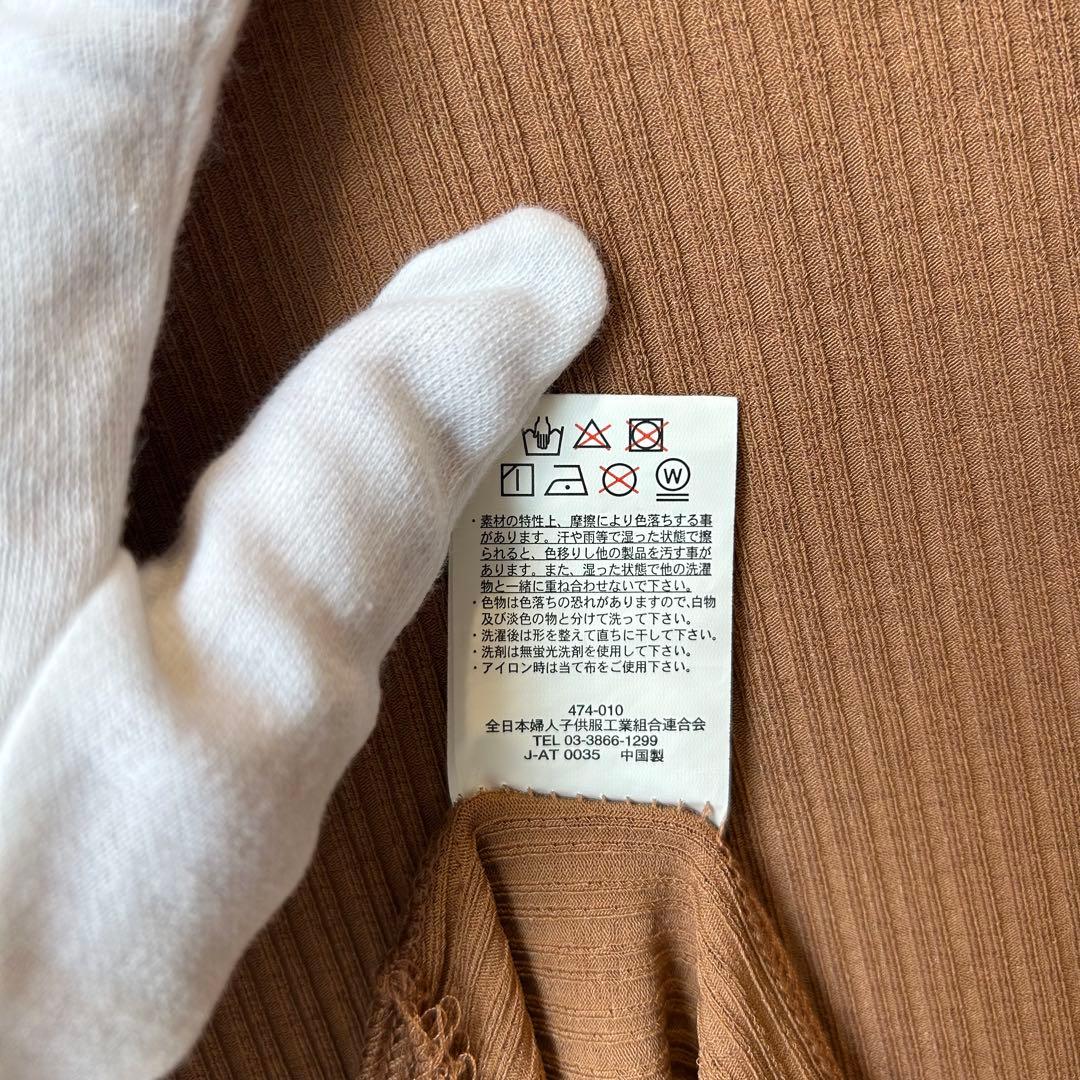 W
・素材の特性上、摩擦により色落ちする事
があります。汗や雨等で湿った状態で擦
られると、色移りし他の製品を汚す事が
あります。また、湿った状態で他の洗濯
物と一緒に重ね合わせないで下さい。
・色物は色落ちの恐れがありますので、白物
及び淡色の物と分けて洗って下さい。
・洗濯後は形を整えて直ちに干して下さい。
・洗剤は無蛍光洗剤を使用して下さい。
・アイロン時は当て布をご使用下さい。
474-010
全日本婦人子供服工業組合連合会
TEL 03-3866-1299
J-AT 0035 中国製